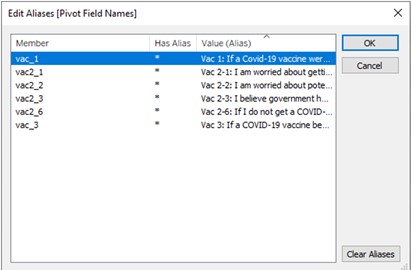 Edit Aliases [Pivot Field Names]
Member Has Alias Value (Alias)
vac_1 * Vac 1: If a Covid-19 vaccine wer...
vac2_1 * Vac 2-1: I am worried about getti...
vac2_2 * Vac 2-2: I am worried about pote...
vac2_3 * Vac 2-3: I believe government h...
vac2_6 * Vac 2-6: If I do not get a COVID-...
vac_3 * Vac 3: If a COVID-19 vaccine be...
OK
Cancel
Clear Aliases